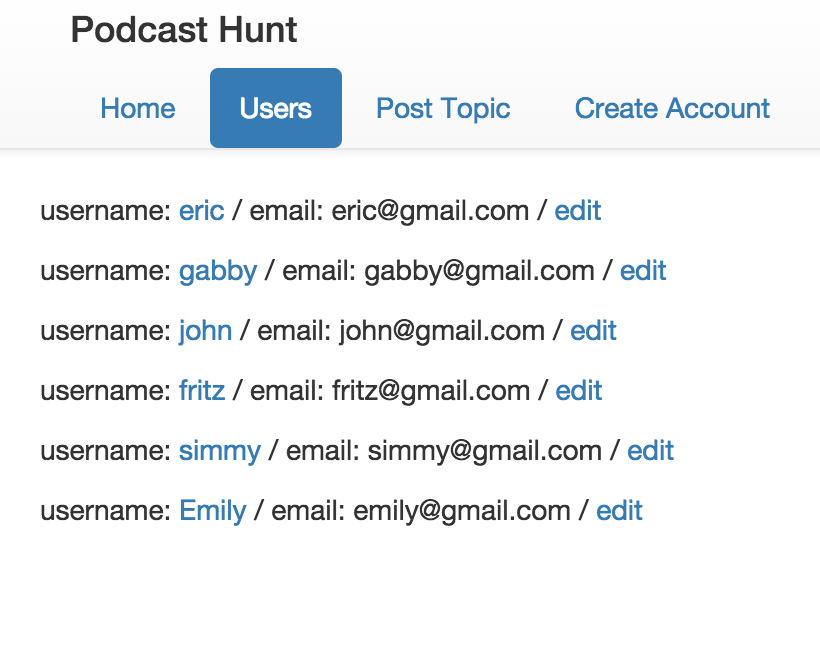 Podcast Hunt
Home Users Post Topic Create Account
username: eric / email: eric@gmail.com / edit
username: gabby / email: gabby@gmail.com / edit
username: john / email: john@gmail.com / edit
username: fritz / email: fritz@gmail.com / edit
username: simmy / email: simmy@gmail.com / edit
username: Emily / email: emily@gmail.com / edit